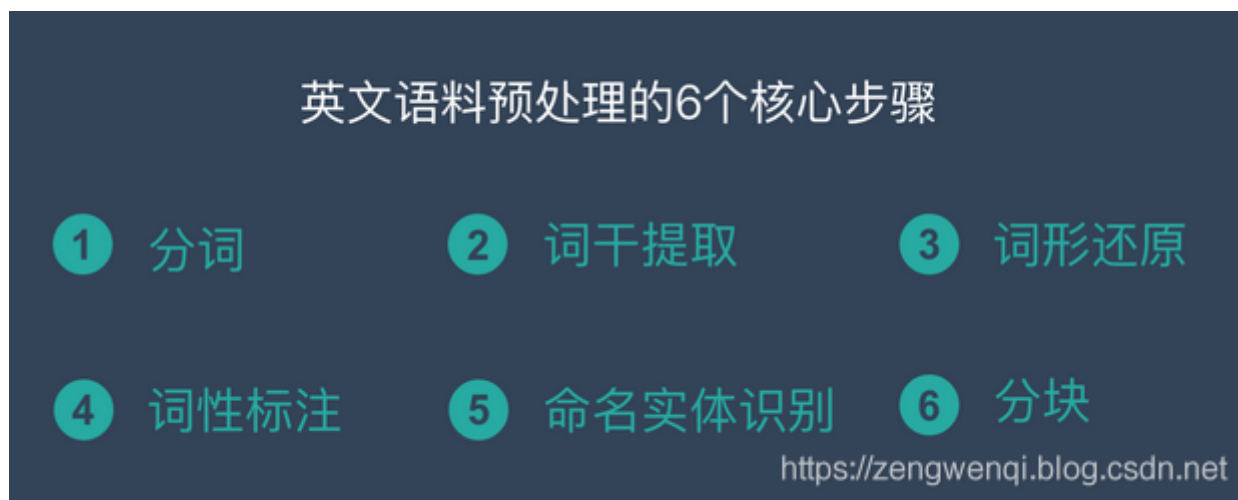 英文语料预处理的6个核心步骤
1 分词
2 词干提取
3 词形还原
4 词性标注
5 命名实体识别
6 分块
https://zengwenqi.blog.csdn.net